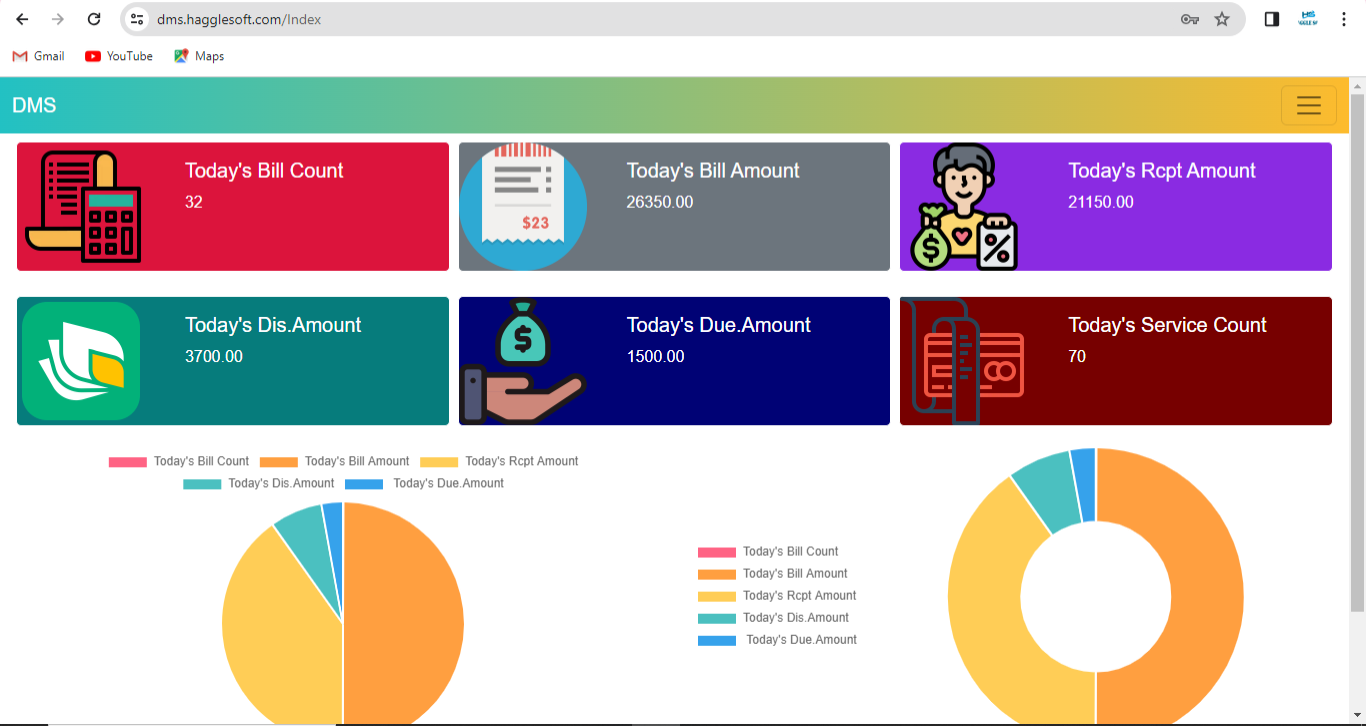 dms.hagglesoft.com/Index
Gmail YouTube Maps
DMS
Today's Bill Count
32
Today's Bill Amount
26350.00
$23
Today's Rcpt Amount
21150.00
Today's Dis.Amount
3700.00
Today's Due.Amount
1500.00
Today's Service Count
70
Today's Bill Count Today's Bill Amount Today's Rcpt Amount
Today's Dis.Amount Today's Due.Amount
Today's Bill Count
Today's Bill Amount
Today's Rcpt Amount
Today's Dis.Amount
Today's Due.Amount